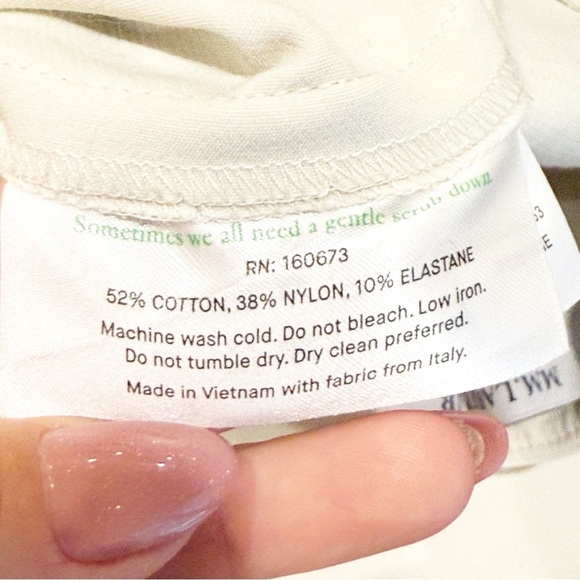 Sometimes we all need a gentle scrub down
RN: 160673
52% COTTON, 38% NYLON, 10% ELASTANE
Machine wash cold. Do not bleach. Low iron.
Do not tumble dry. Dry clean preferred.
Made in Vietnam with fabric from Italy.